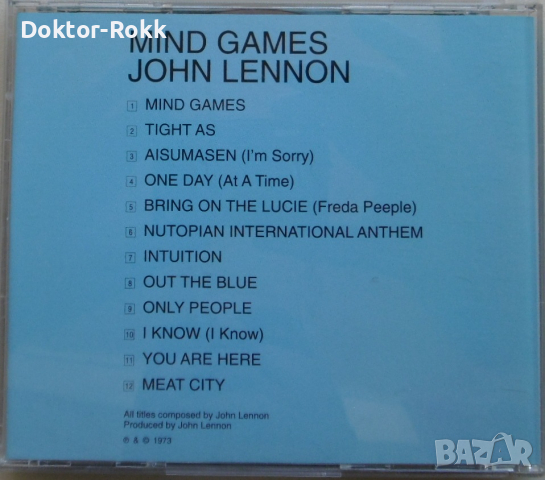 Doktor-Rokk
MIND GAMES
JOHN LENNON
1 MIND GAMES
2 TIGHT AS
3 AISUMASEN (I'm Sorry)
4 ONE DAY (At A Time)
5 BRING ON THE LUCIE (Freda Peeple)
6 NUTOPIAN INTERNATIONAL ANTHEM
7 INTUITION
8 OUT THE BLUE
9 ONLY PEOPLE
10 I KNOW (I Know)
11 YOU ARE HERE
12 MEAT CITY
All titles composed by John Lennon
Produced by John Lennon
℗ & © 1973
BAZAR